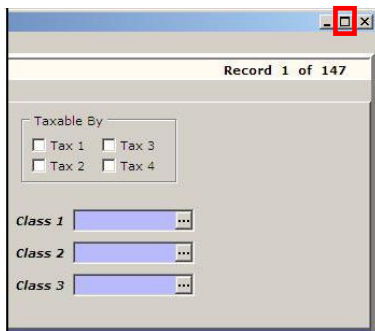 Record 1 of 147
Taxable By
Tax 1 Tax 3
Tax 2 Tax 4
Class 1 ...
Class 2 ...
Class 3 ...